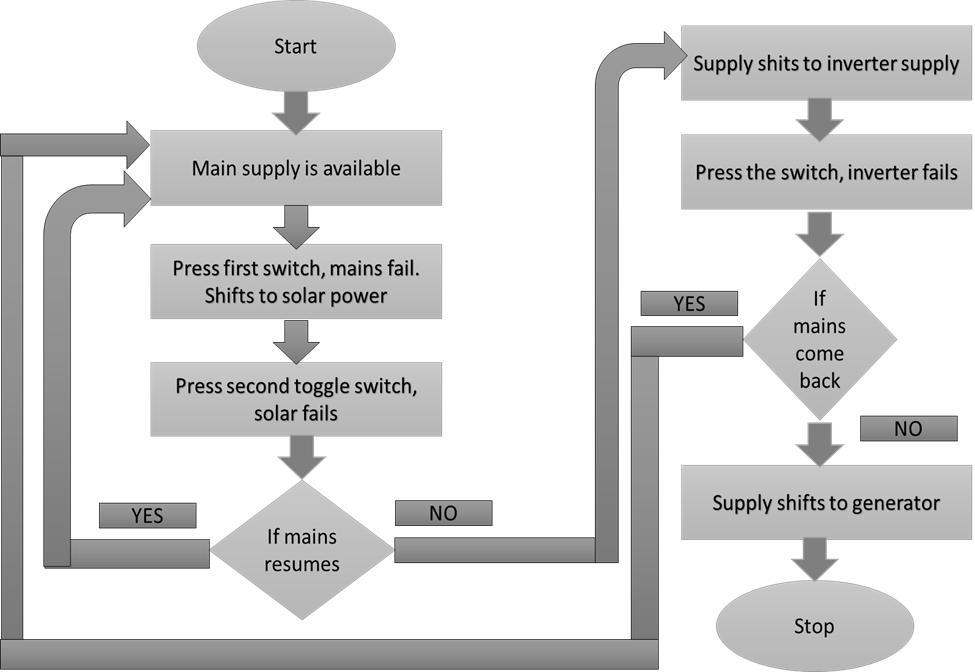 Start
Main supply is available
Press first switch, mains fail.
Shifts to solar power
Press second toggle switch,
solar fails
YES
NO
If mains
resumes
Supply shits to inverter supply
Press the switch, inverter fails
YES
If
mains
come
back
NO
Supply shifts to generator
Stop